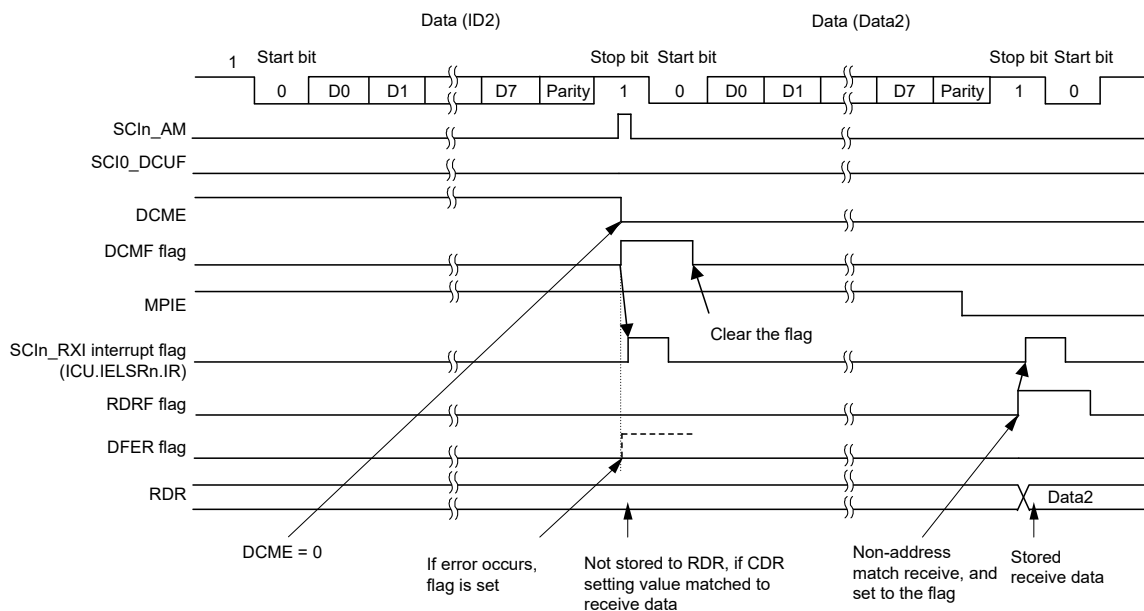 Data (ID2) Data (Data2)
1 Start bit Stop bit Start bit Stop bit Start bit
0 D0 D1 D7 Parity 1 0 D0 D1 D7 Parity 1 0
SCIn_AM
SCI0_DCUF
DCME
DCMF flag
MPIE
Clear the flag
SCIn_RXI interrupt flag
(ICU.IELSRn.IR)
RDRF flag
DFER flag
RDR Data2
DCME = 0
If error occurs,
flag is set
Not stored to RDR, if CDR
setting value matched to
receive data
Non-address
match receive, and
set to the flag
Stored
receive data